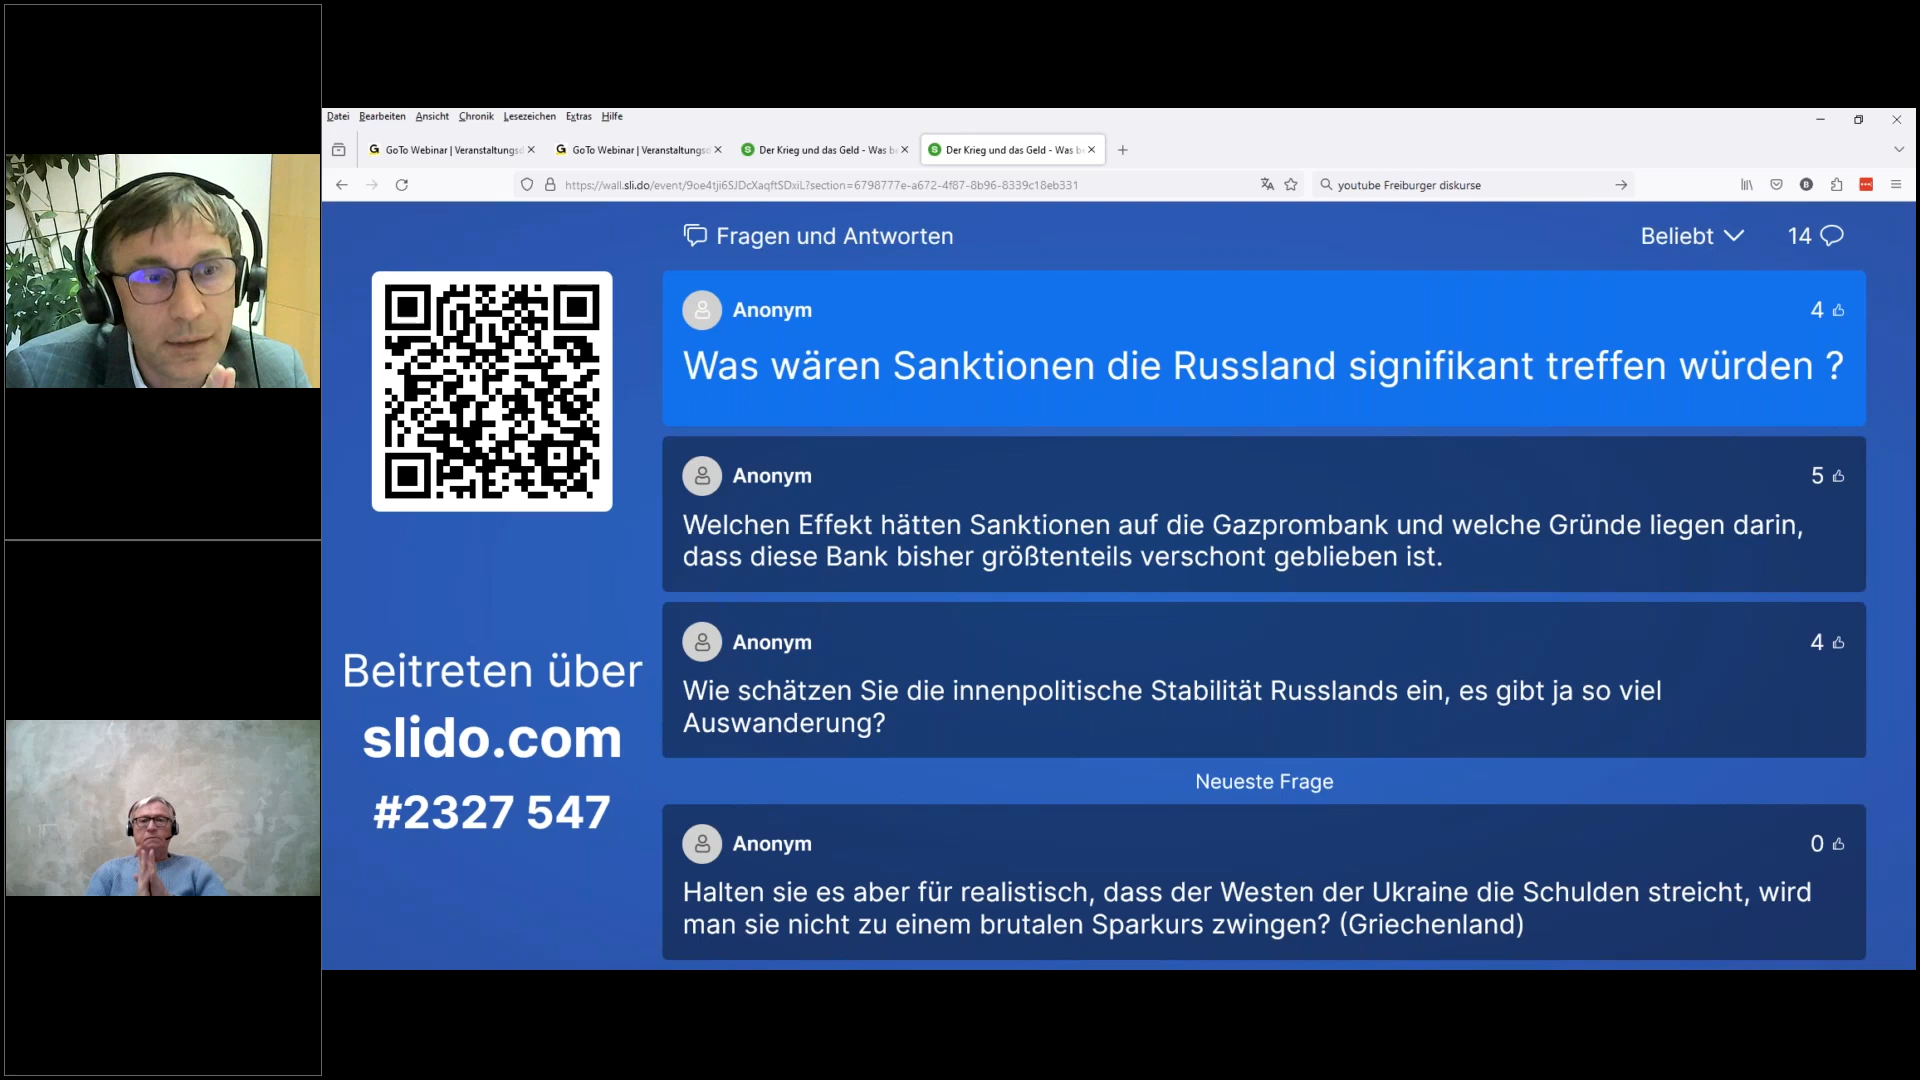 Datei Bearbeiten Ansicht Chronik Lesezeichen Extras Hilfe
GoTo Webinar | Veranstaltungsd
GoTo Webinar | Veranstaltungsd
Der Krieg und das Geld - Was b
Der Krieg und das Geld - Was b
https://wall.sli.do/event/9oe4tji6SJDcXaqftSDxiL?section=6798777e-a672-4f87-8b96-8339c18eb331
youtube Freiburger diskurse
Fragen und Antworten
Beliebt
14
Anonym
4
Was wären Sanktionen die Russland signifikant treffen würden ?
Anonym
5
Welchen Effekt hätten Sanktionen auf die Gazprombank und welche Gründe liegen darin,
dass diese Bank bisher größtenteils verschont geblieben ist.
Anonym
4
Wie schätzen Sie die innenpolitische Stabilität Russlands ein, es gibt ja so viel
Auswanderung?
Neueste Frage
Anonym
0
Halten sie es aber für realistisch, dass der Westen der Ukraine die Schulden streicht, wird
man sie nicht zu einem brutalen Sparkurs zwingen? (Griechenland)
Beitreten über
slido.com
#2327 547